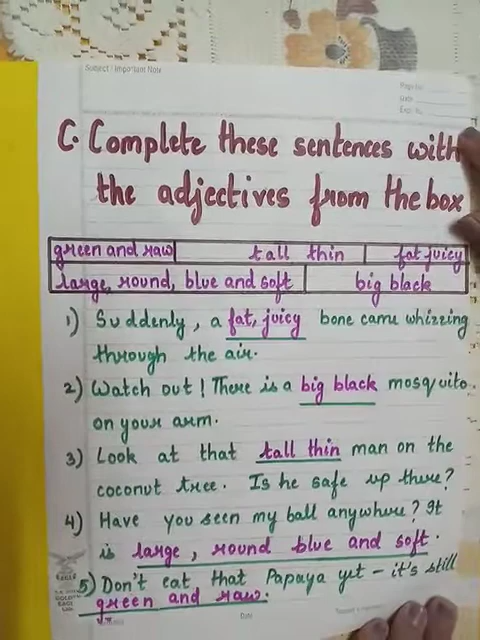 Subject / Important Note
Page No.
Date
C. Complete these sentences with
the adjectives from the box
green and raw tall thin fat juicy
large, round, blue and soft big black
1) Suddenly, a fat, juicy bone came whizzing
through the air.
2) Watch out! There is a big black mosquito
on your arm.
3) Look at that tall thin man on the
coconut tree. Is he safe up there?
4) Have you seen my ball anywhere? It
is large, round blue and soft.
5) Don't eat that Papaya yet - it's still
green and raw.
Date